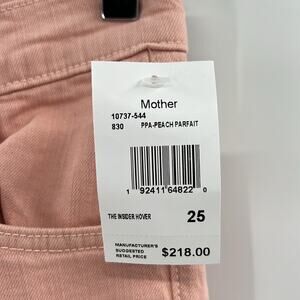 Mother
10737-544
830 PPA-PEACH PARFAIT
1 92411 64822 0
THE INSIDER HOVER 25
MANUFACTURER'S
SUGGESTED
RETAIL PRICE $218.00